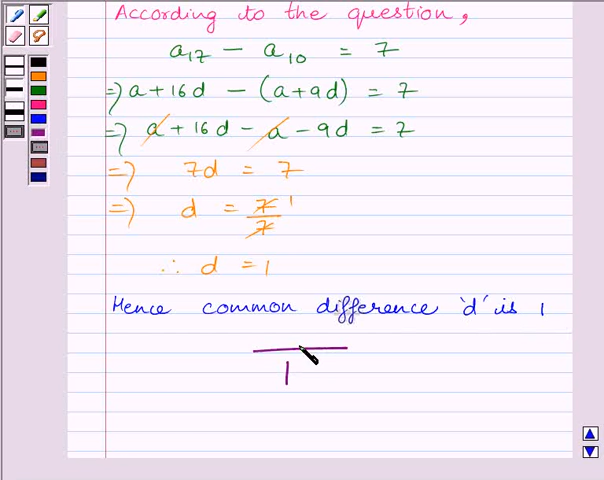 According to the question,
a₁₇ - a₁₀ = 7
⇒ a + 16d - (a + 9d) = 7
⇒ a + 16d - a - 9d = 7
⇒ 7d = 7
⇒ d = 7/7 1
∴ d = 1
Hence common difference 'd' is 1
1